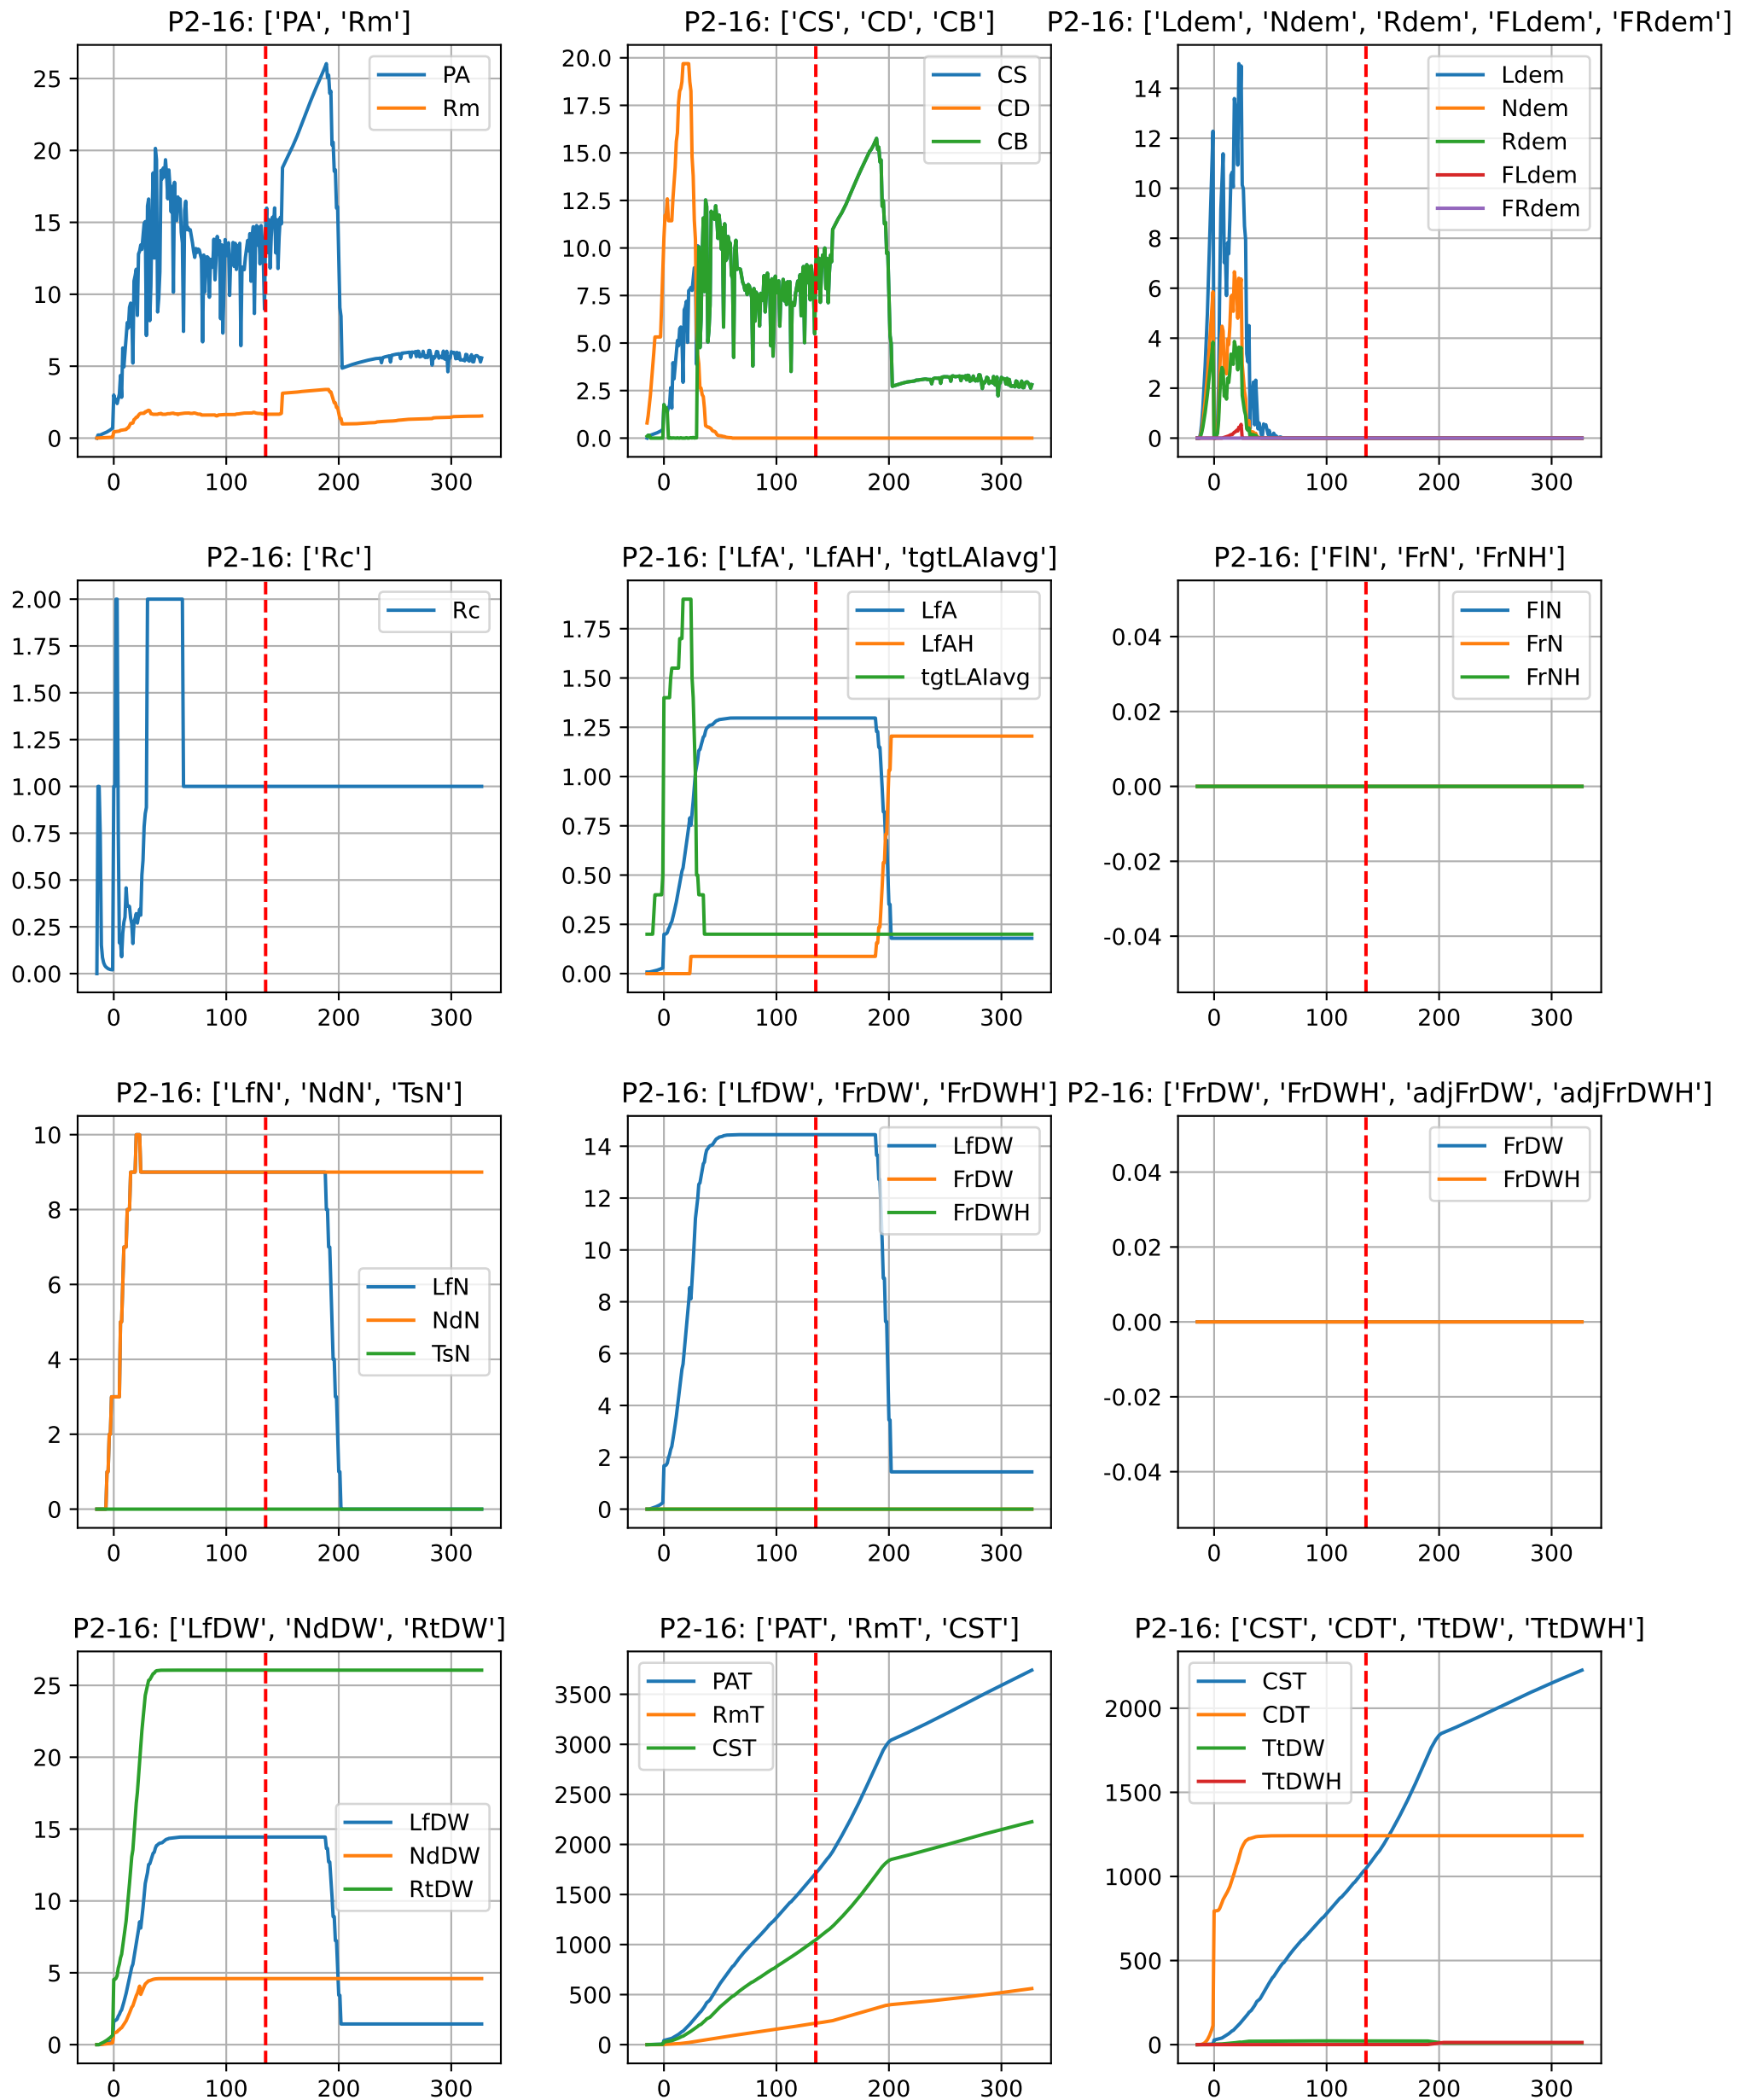 P2-16: ['PA', 'Rm']
25
20
15
10
5
0
0 100 200 300
PA
Rm
P2-16: ['CS', 'CD', 'CB']
20.0
17.5
15.0
12.5
10.0
7.5
5.0
2.5
0.0
0 100 200 300
CS
CD
CB
P2-16: ['Ldem', 'Ndem', 'Rdem', 'FLdem', 'FRdem']
14
12
10
8
6
4
2
0
0 100 200 300
Ldem
Ndem
Rdem
FLdem
FRdem
P2-16: ['Rc']
2.00
1.75
1.50
1.25
1.00
0.75
0.50
0.25
0.00
0 100 200 300
Rc
P2-16: ['LfA', 'LfAH', 'tgtLAIavg']
1.75
1.50
1.25
1.00
0.75
0.50
0.25
0.00
0 100 200 300
LfA
LfAH
tgtLAIavg
P2-16: ['FlN', 'FrN', 'FrNH']
0.04
0.02
0.00
-0.02
-0.04
0 100 200 300
FlN
FrN
FrNH
P2-16: ['LfN', 'NdN', 'TsN']
10
8
6
4
2
0
0 100 200 300
LfN
NdN
TsN
P2-16: ['LfDW', 'FrDW', 'FrDWH']
14
12
10
8
6
4
2
0
0 100 200 300
LfDW
FrDW
FrDWH
P2-16: ['FrDW', 'FrDWH', 'adjFrDW', 'adjFrDWH']
0.04
0.02
0.00
-0.02
-0.04
0 100 200 300
FrDW
FrDWH
P2-16: ['LfDW', 'NdDW', 'RtDW']
25
20
15
10
5
0
0 100 200 300
LfDW
NdDW
RtDW
P2-16: ['PAT', 'RmT', 'CST']
3500
3000
2500
2000
1500
1000
500
0
0 100 200 300
PAT
RmT
CST
P2-16: ['CST', 'CDT', 'TtDW', 'TtDWH']
2000
1500
1000
500
0
0 100 200 300
CST
CDT
TtDW
TtDWH